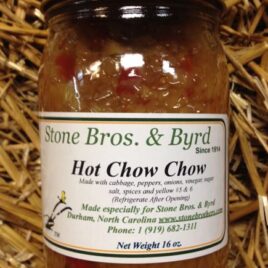 Stone Bros. & Byrd
Since 1914
Hot Chow Chow
Made with cabbage, peppers, onions, vinegar, sugar
salt, spices and yellow 15 & 6
(Refrigerate After Opening)
Made especially for Stone Bros. & Byrd
Durham, North Carolina www.stonebrothers.com
Phone: 1 (919) 682-1311
Net Weight 16 oz.